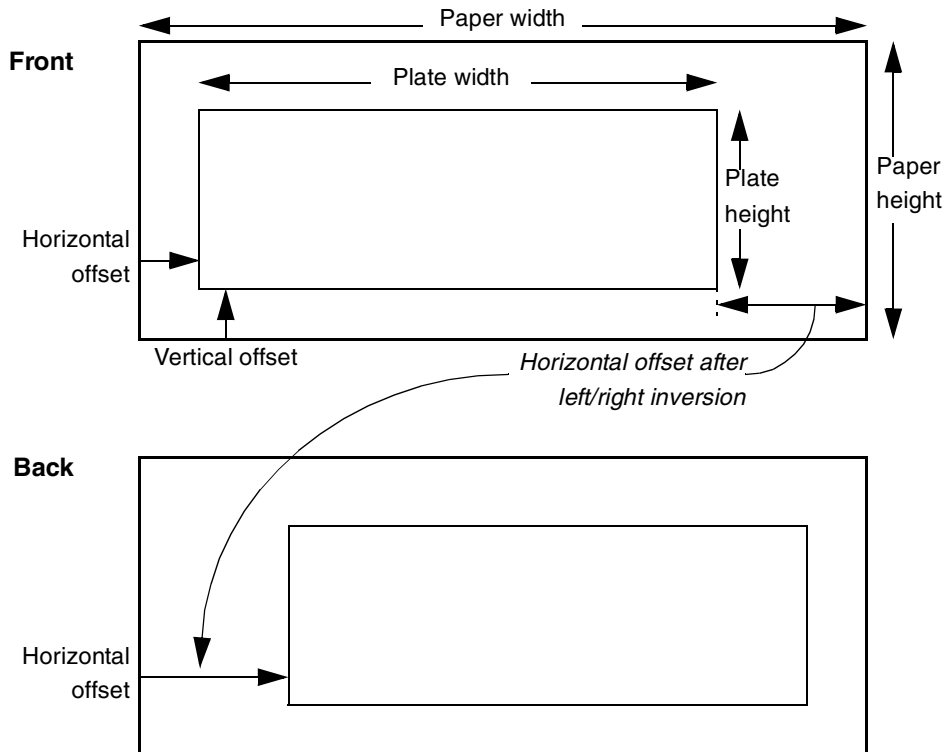 Paper width
Front
Plate width
Plate
height
Paper
height
Horizontal
offset
Vertical offset
Horizontal offset after
left/right inversion
Back
Horizontal
offset